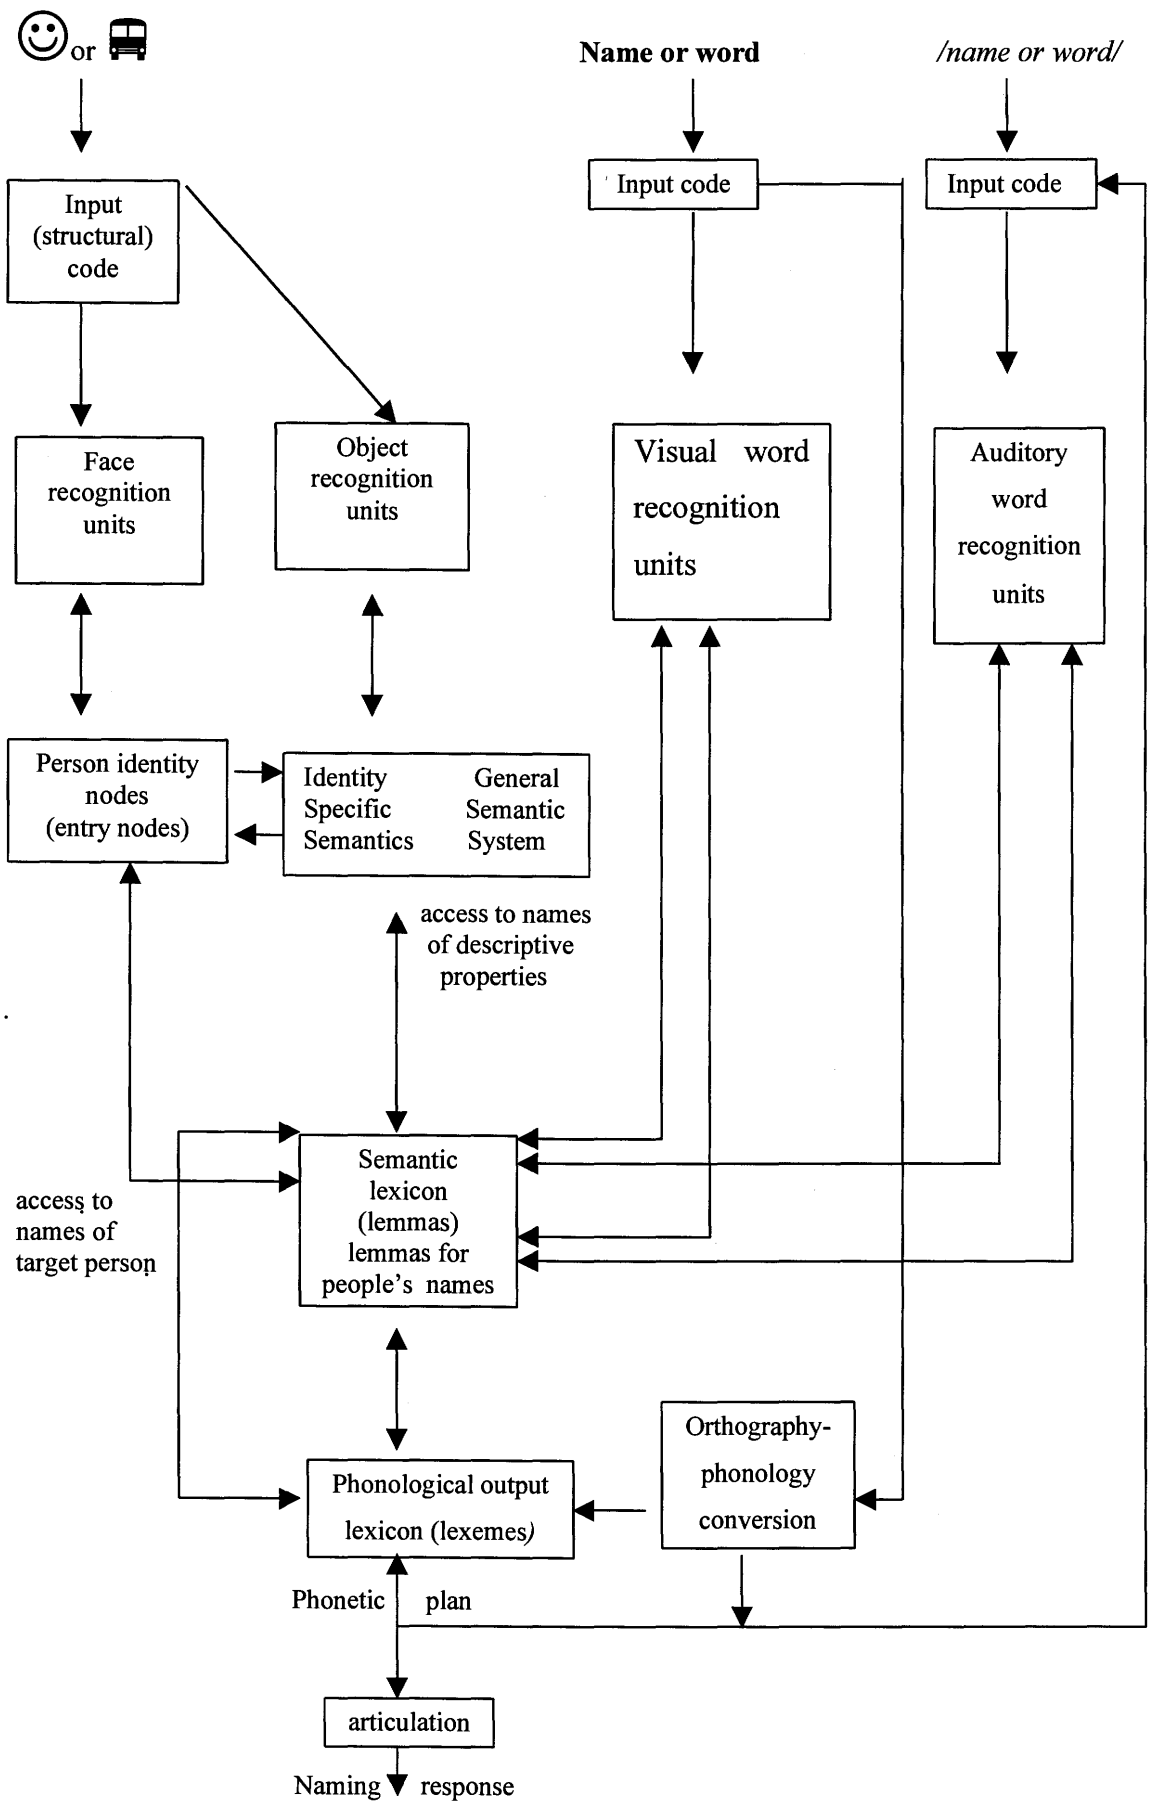 or
Name or word
/name or word/
Input
(structural)
code
Input code
Input code
Face
recognition
units
Object
recognition
units
Visual word
recognition
units
Auditory
word
recognition
units
Person identity
nodes
(entry nodes)
Identity General
Specific Semantic
Semantics System
access to names
of descriptive
properties
access to
names of
target person
Semantic
lexicon
(lemmas)
lemmas for
people's names
Orthography-
phonology
conversion
Phonological output
lexicon (lexemes)
Phonetic plan
articulation
Naming response